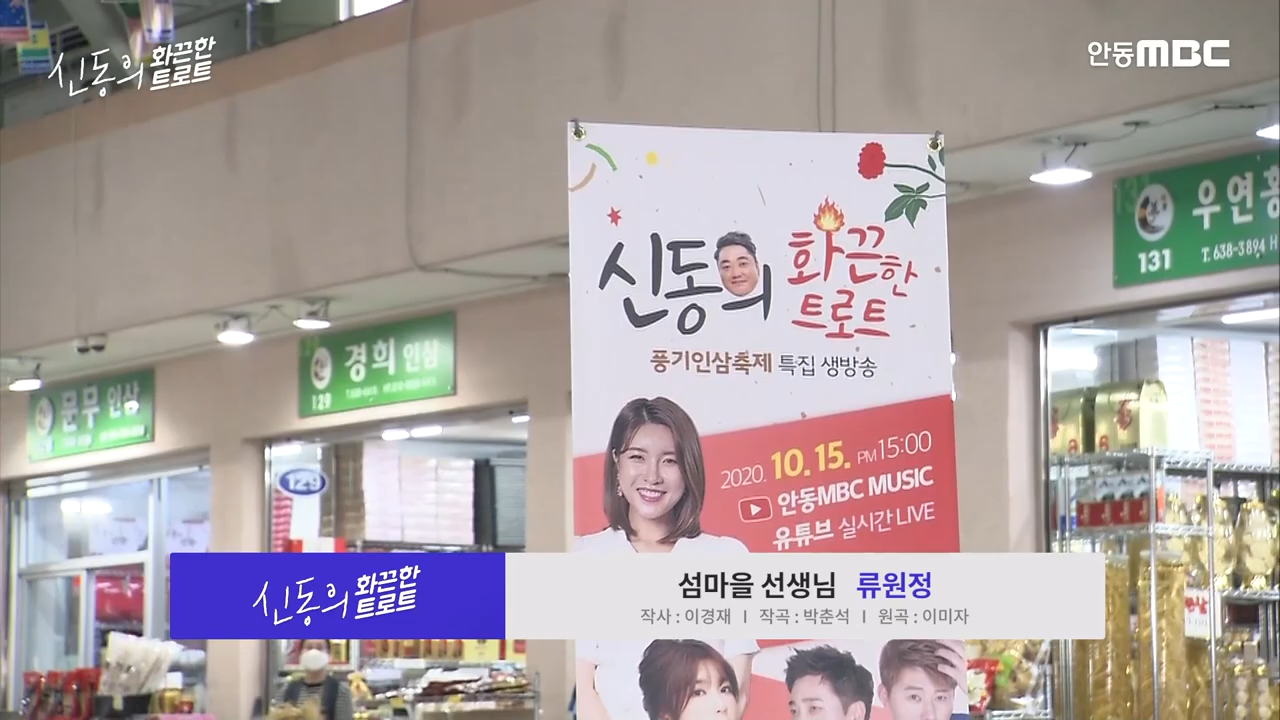 신동의 화끈한
트로트
안동MBC
신동의 화끈한
트로트
풍기인삼축제 특집 생방송
2020. 10. 15. PM 15:00
안동MBC MUSIC
유튜브 실시간 LIVE
문무 인삼
경희 인삼
129
129
우연홍
131 T. 638-3894
신동의 화끈한
트로트
섬마을 선생님 류원정
작사 : 이경재 I 작곡 : 박춘석 I 원곡 : 이미자